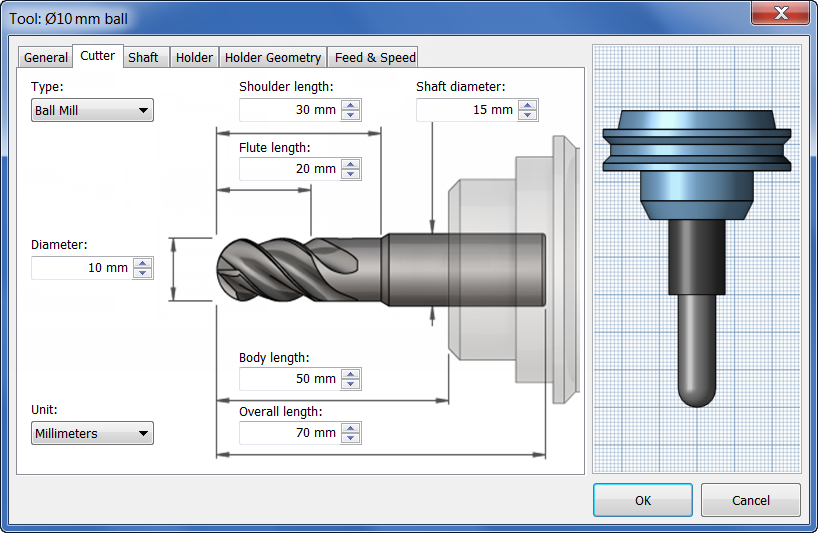 Tool: Ø10 mm ball
General Cutter Shaft Holder Holder Geometry Feed & Speed
Type:
Ball Mill
Shoulder length:
30 mm
Shaft diameter:
15 mm
Flute length:
20 mm
Diameter:
10 mm
Body length:
50 mm
Unit:
Millimeters
Overall length:
70 mm
OK
Cancel